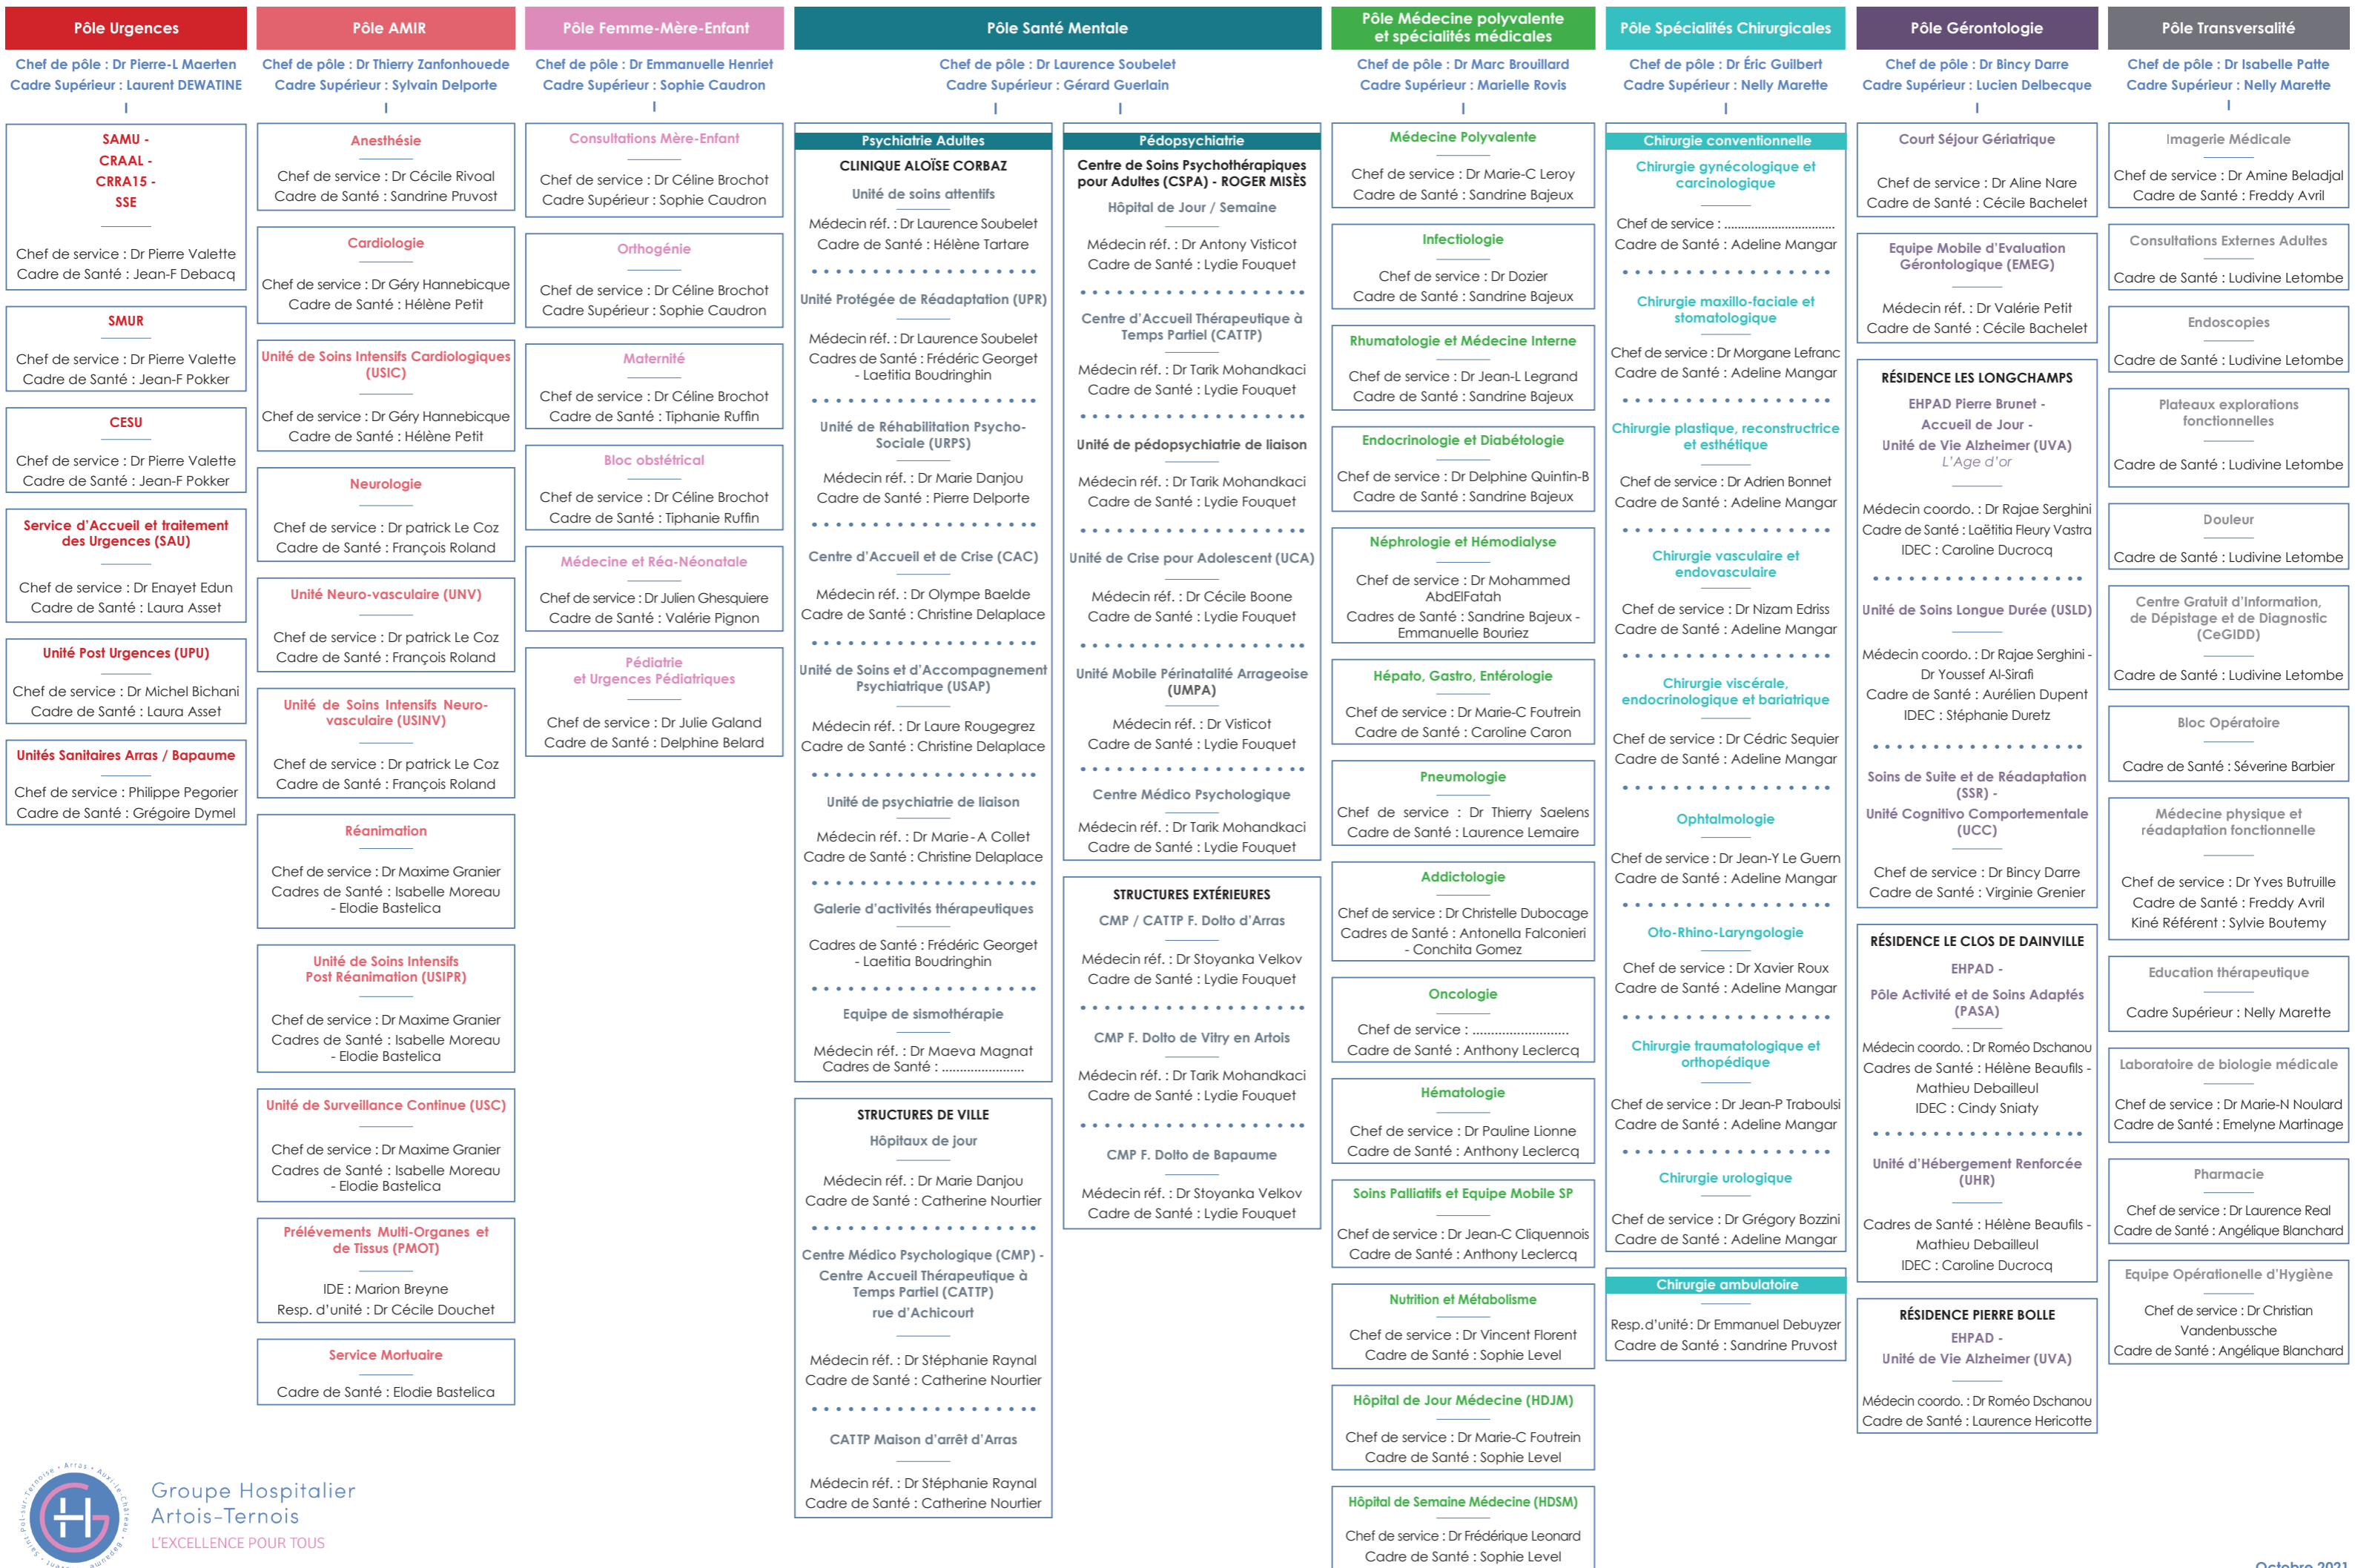 Pôle Urgences
Chef de pôle : Dr Pierre-L Maerten
Cadre Supérieur : Laurent DEWATINE
SAMU -
CRAAL -
CRRA15 -
SSE
Chef de service : Dr Pierre Valette
Cadre de Santé : Jean-F Debacq
SMUR
Chef de service : Dr Pierre Valette
Cadre de Santé : Jean-F Pokker
CESU
Chef de service : Dr Pierre Valette
Cadre de Santé : Jean-F Pokker
Service d'Accueil et traitement
des Urgences (SAU)
Chef de service : Dr Enayet Edun
Cadre de Santé : Laura Asset
Unité Post Urgences (UPU)
Chef de service : Dr Michel Bichani
Cadre de Santé : Laura Asset
Unités Sanitaires Arras / Bapaume
Chef de service : Philippe Pegorier
Cadre de Santé : Grégoire Dymel
Pôle AMIR
Chef de pôle : Dr Thierry Zanfonhouede
Cadre Supérieur : Sylvain Delporte
Anesthésie
Chef de service : Dr Cécile Rivoal
Cadre de Santé : Sandrine Pruvost
Cardiologie
Chef de service : Dr Géry Hannebicque
Cadre de Santé : Hélène Petit
Unité de Soins Intensifs Cardiologiques
(USIC)
Chef de service : Dr Géry Hannebicque
Cadre de Santé : Hélène Petit
Neurologie
Chef de service : Dr patrick Le Coz
Cadre de Santé : François Roland
Unité Neuro-vasculaire (UNV)
Chef de service : Dr patrick Le Coz
Cadre de Santé : François Roland
Unité de Soins Intensifs Neuro-
vasculaire (USINV)
Chef de service : Dr patrick Le Coz
Cadre de Santé : François Roland
Réanimation
Chef de service : Dr Maxime Granier
Cadres de Santé : Isabelle Moreau
- Elodie Bastelica
Unité de Soins Intensifs
Post Réanimation (USIPR)
Chef de service : Dr Maxime Granier
Cadres de Santé : Isabelle Moreau
- Elodie Bastelica
Unité de Surveillance Continue (USC)
Chef de service : Dr Maxime Granier
Cadres de Santé : Isabelle Moreau
- Elodie Bastelica
Prélévements Multi-Organes et
de Tissus (PMOT)
IDE : Marion Breyne
Resp. d'unité : Dr Cécile Douchet
Service Mortuaire
Cadre de Santé : Elodie Bastelica
Pôle Femme-Mère-Enfant
Chef de pôle : Dr Emmanuelle Henriet
Cadre Supérieur : Sophie Caudron
Consultations Mère-Enfant
Chef de service : Dr Céline Brochot
Cadre Supérieur : Sophie Caudron
Orthogénie
Chef de service : Dr Céline Brochot
Cadre Supérieur : Sophie Caudron
Maternité
Chef de service : Dr Céline Brochot
Cadre de Santé : Tiphanie Ruffin
Bloc obstétrical
Chef de service : Dr Céline Brochot
Cadre de Santé : Tiphanie Ruffin
Médecine et Réa-Néonatale
Chef de service : Dr Julien Ghesquiere
Cadre de Santé : Valérie Pignon
Pédiatrie
et Urgences Pédiatriques
Chef de service : Dr Julie Galand
Cadre de Santé : Delphine Belard
Pôle Santé Mentale
Chef de pôle : Dr Laurence Soubelet
Cadre Supérieur : Gérard Guerlain
Psychiatrie Adultes
CLINIQUE ALOÏSE CORBAZ
Unité de soins attentifs
Médecin réf. : Dr Laurence Soubelet
Cadre de Santé : Hélène Tartare
Unité Protégée de Réadaptation (UPR)
Médecin réf. : Dr Laurence Soubelet
Cadres de Santé : Frédéric Georget
- Laetitia Boudringhin
Unité de Réhabilitation Psycho-
Sociale (URPS)
Médecin réf. : Dr Marie Danjou
Cadre de Santé : Pierre Delporte
Centre d'Accueil et de Crise (CAC)
Médecin réf. : Dr Olympe Baelde
Cadre de Santé : Christine Delaplace
Unité de Soins et d'Accompagnement
Psychiatrique (USAP)
Médecin réf. : Dr Laure Rougegrez
Cadre de Santé : Christine Delaplace
Unité de psychiatrie de liaison
Médecin réf. : Dr Marie-A Collet
Cadre de Santé : Christine Delaplace
Galerie d'activités thérapeutiques
Cadres de Santé : Frédéric Georget
- Laetitia Boudringhin
Equipe de sismothérapie
Médecin réf. : Dr Maeva Magnat
Cadres de Santé : .......................
STRUCTURES DE VILLE
Hôpitaux de jour
Médecin réf. : Dr Marie Danjou
Cadre de Santé : Catherine Nourtier
Centre Médico Psychologique (CMP) -
Centre Accueil Thérapeutique à
Temps Partiel (CATTP)
rue d'Achicourt
Médecin réf. : Dr Stéphanie Raynal
Cadre de Santé : Catherine Nourtier
CATTP Maison d'arrêt d'Arras
Médecin réf. : Dr Stéphanie Raynal
Cadre de Santé : Catherine Nourtier
Pédopsychiatrie
Centre de Soins Psychothérapiques
pour Adultes (CSPA) - ROGER MISÈS
Hôpital de Jour / Semaine
Médecin réf. : Dr Antony Visticot
Cadre de Santé : Lydie Fouquet
Centre d'Accueil Thérapeutique à
Temps Partiel (CATTP)
Médecin réf. : Dr Tarik Mohandkaci
Cadre de Santé : Lydie Fouquet
Unité de pédopsychiatrie de liaison
Médecin réf. : Dr Tarik Mohandkaci
Cadre de Santé : Lydie Fouquet
Unité de Crise pour Adolescent (UCA)
Médecin réf. : Dr Cécile Boone
Cadre de Santé : Lydie Fouquet
Unité Mobile Périnatalité Arrageoise
(UMPA)
Médecin réf. : Dr Visticot
Cadre de Santé : Lydie Fouquet
Centre Médico Psychologique
Médecin réf. : Dr Tarik Mohandkaci
Cadre de Santé : Lydie Fouquet
STRUCTURES EXTÉRIEURES
CMP / CATTP F. Dolto d'Arras
Médecin réf. : Dr Stoyanka Velkov
Cadre de Santé : Lydie Fouquet
CMP F. Dolto de Vitry en Artois
Médecin réf. : Dr Tarik Mohandkaci
Cadre de Santé : Lydie Fouquet
CMP F. Dolto de Bapaume
Médecin réf. : Dr Stoyanka Velkov
Cadre de Santé : Lydie Fouquet
Pôle Médecine polyvalente
et spécialités médicales
Chef de pôle : Dr Marc Brouillard
Cadre Supérieur : Marielle Rovis
Médecine Polyvalente
Chef de service : Dr Marie-C Leroy
Cadre de Santé : Sandrine Bajeux
Infectiologie
Chef de service : Dr Dozier
Cadre de Santé : Sandrine Bajeux
Rhumatologie et Médecine Interne
Chef de service : Dr Jean-L Legrand
Cadre de Santé : Sandrine Bajeux
Endocrinologie et Diabétologie
Chef de service : Dr Delphine Quintin-B
Cadre de Santé : Sandrine Bajeux
Néphrologie et Hémodialyse
Chef de service : Dr Mohammed
AbdElFatah
Cadres de Santé : Sandrine Bajeux -
Emmanuelle Bouriez
Hépato, Gastro, Entérologie
Chef de service : Dr Marie-C Foutrein
Cadre de Santé : Caroline Caron
Pneumologie
Chef de service : Dr Thierry Saelens
Cadre de Santé : Laurence Lemaire
Addictologie
Chef de service : Dr Christelle Dubocage
Cadres de Santé : Antonella Falconieri
- Conchita Gomez
Oncologie
Chef de service : ...........................
Cadre de Santé : Anthony Leclercq
Hématologie
Chef de service : Dr Pauline Lionne
Cadre de Santé : Anthony Leclercq
Soins Palliatifs et Equipe Mobile SP
Chef de service : Dr Jean-C Cliquennois
Cadre de Santé : Anthony Leclercq
Nutrition et Métabolisme
Chef de service : Dr Vincent Florent
Cadre de Santé : Sophie Level
Hôpital de Jour Médecine (HDJM)
Chef de service : Dr Marie-C Foutrein
Cadre de Santé : Sophie Level
Hôpital de Semaine Médecine (HDSM)
Chef de service : Dr Frédérique Leonard
Cadre de Santé : Sophie Level
Pôle Spécialités Chirurgicales
Chef de pôle : Dr Éric Guilbert
Cadre Supérieur : Nelly Marette
Chirurgie conventionnelle
Chirurgie gynécologique et
carcinologique
Chef de service : .................................
Cadre de Santé : Adeline Mangar
Chirurgie maxillo-faciale et
stomatologique
Chef de service : Dr Morgane Lefranc
Cadre de Santé : Adeline Mangar
Chirurgie plastique, reconstructrice
et esthétique
Chef de service : Dr Adrien Bonnet
Cadre de Santé : Adeline Mangar
Chirurgie vasculaire et
endovasculaire
Chef de service : Dr Nizam Edriss
Cadre de Santé : Adeline Mangar
Chirurgie viscérale,
endocrinologique et bariatrique
Chef de service : Dr Cédric Sequier
Cadre de Santé : Adeline Mangar
Ophtalmologie
Chef de service : Dr Jean-Y Le Guern
Cadre de Santé : Adeline Mangar
Oto-Rhino-Laryngologie
Chef de service : Dr Xavier Roux
Cadre de Santé : Adeline Mangar
Chirurgie traumatologique et
orthopédique
Chef de service : Dr Jean-P Traboulsi
Cadre de Santé : Adeline Mangar
Chirurgie urologique
Chef de service : Dr Grégory Bozzini
Cadre de Santé : Adeline Mangar
Chirurgie ambulatoire
Resp.d'unité : Dr Emmanuel Debuyzer
Cadre de Santé : Sandrine Pruvost
Pôle Gérontologie
Chef de pôle : Dr Bincy Darre
Cadre Supérieur : Lucien Delbecque
Court Séjour Gériatrique
Chef de service : Dr Aline Nare
Cadre de Santé : Cécile Bachelet
Equipe Mobile d'Evaluation
Gérontologique (EMEG)
Médecin réf. : Dr Valérie Petit
Cadre de Santé : Cécile Bachelet
RÉSIDENCE LES LONGCHAMPS
EHPAD Pierre Brunet -
Accueil de Jour -
Unité de Vie Alzheimer (UVA)
L'Age d'or
Médecin coordo. : Dr Rajae Serghini
Cadre de Santé : Laëtitia Fleury Vastra
IDEC : Caroline Ducrocq
Unité de Soins Longue Durée (USLD)
Médecin coordo. : Dr Rajae Serghini -
Dr Youssef Al-Sirafi
Cadre de Santé : Aurélien Dupent
IDEC : Stéphanie Duretz
Soins de Suite et de Réadaptation
(SSR) -
Unité Cognitivo Comportementale
(UCC)
Chef de service : Dr Bincy Darre
Cadre de Santé : Virginie Grenier
RÉSIDENCE LE CLOS DE DAINVILLE
EHPAD -
Pôle Activité et de Soins Adaptés
(PASA)
Médecin coordo. : Dr Roméo Dschanou
Cadres de Santé : Hélène Beaufils -
Mathieu Debailleul
IDEC : Cindy Sniaty
Unité d'Hébergement Renforcée
(UHR)
Cadres de Santé : Hélène Beaufils -
Mathieu Debailleul
IDEC : Caroline Ducrocq
RÉSIDENCE PIERRE BOLLE
EHPAD -
Unité de Vie Alzheimer (UVA)
Médecin coordo. : Dr Roméo Dschanou
Cadre de Santé : Laurence Hericotte
Pôle Transversalité
Chef de pôle : Dr Isabelle Patte
Cadre Supérieur : Nelly Marette
Imagerie Médicale
Chef de service : Dr Amine Beladjal
Cadre de Santé : Freddy Avril
Consultations Externes Adultes
Cadre de Santé : Ludivine Letombe
Endoscopies
Cadre de Santé : Ludivine Letombe
Plateaux explorations
fonctionnelles
Cadre de Santé : Ludivine Letombe
Douleur
Cadre de Santé : Ludivine Letombe
Centre Gratuit d'Information,
de Dépistage et de Diagnostic
(CeGIDD)
Cadre de Santé : Ludivine Letombe
Bloc Opératoire
Cadre de Santé : Séverine Barbier
Médecine physique et
réadaptation fonctionnelle
Chef de service : Dr Yves Butruille
Cadre de Santé : Freddy Avril
Kiné Référent : Sylvie Boutemy
Education thérapeutique
Cadre Supérieur : Nelly Marette
Laboratoire de biologie médicale
Chef de service : Dr Marie-N Noulard
Cadre de Santé : Emelyne Martinage
Pharmacie
Chef de service : Dr Laurence Real
Cadre de Santé : Angélique Blanchard
Equipe Opérationelle d'Hygiène
Chef de service : Dr Christian
Vandenbussche
Cadre de Santé : Angélique Blanchard
Saint-Pol-sur-Ternoise • Arras • Auxi-le-Château • Bapaume
GH
Groupe Hospitalier
Artois-Ternois
L'EXCELLENCE POUR TOUS
Octobre 2021